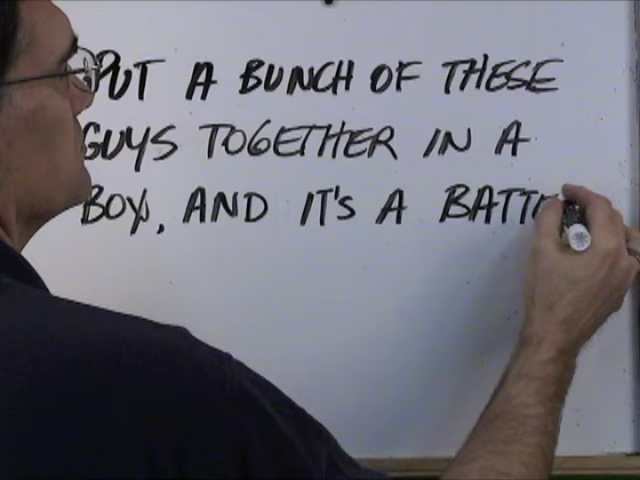 PUT A BUNCH OF THESE
GUYS TOGETHER IN A
BOX, AND IT'S A BATT